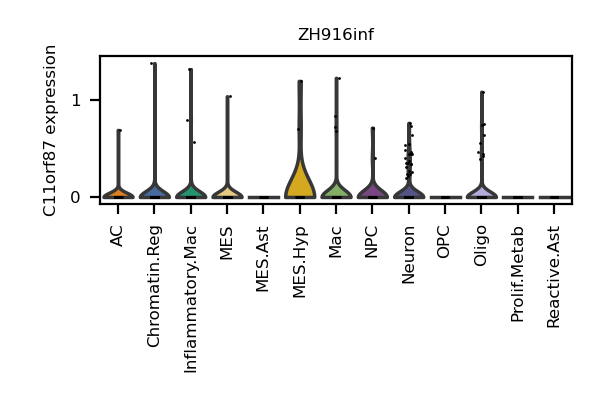 ZH916inf
C11orf87 expression
1
0
AC
Chromatin.Reg
Inflammatory.Mac
MES
MES.Ast
MES.Hyp
Mac
NPC
Neuron
OPC
Oligo
Prolif.Metab
Reactive.Ast